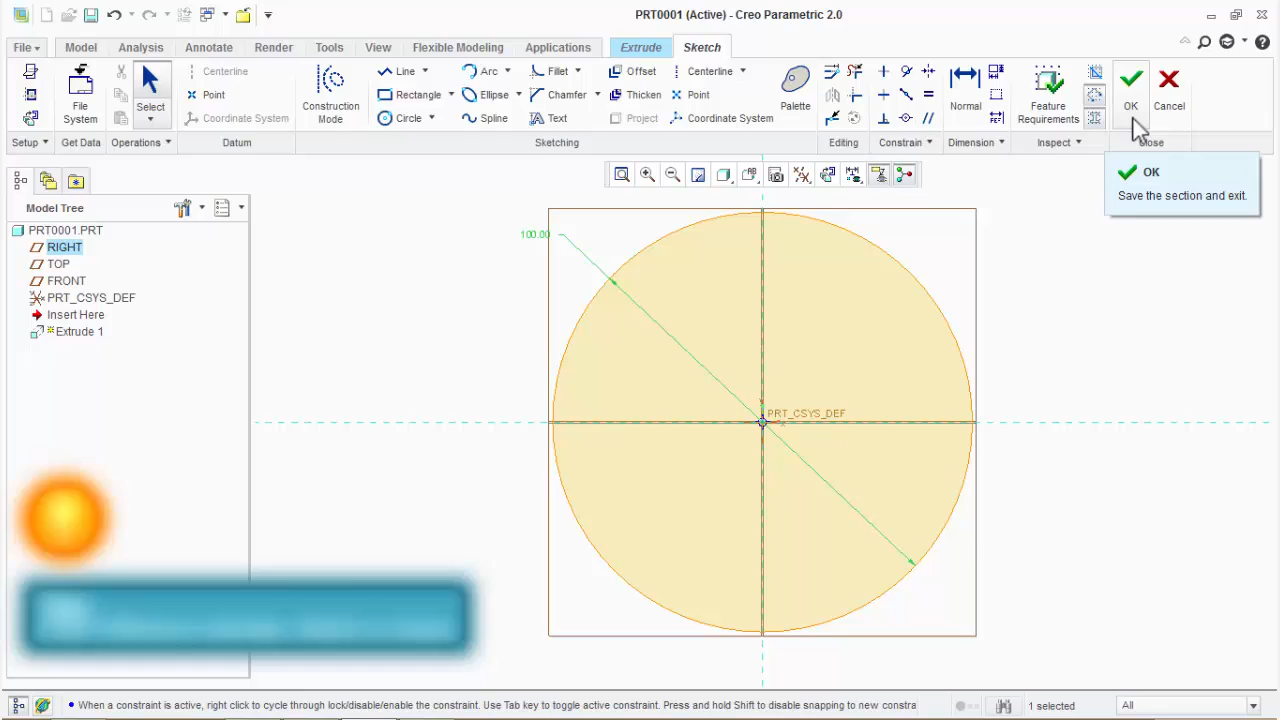 PRT0001 (Active) - Creo Parametric 2.0
File Model Analysis Annotate Render Tools View Flexible Modeling Applications Extrude Sketch
Centerline Line Arc Fillet Offset Centerline
Point Rectangle Ellipse Chamfer Thicken Point
Coordinate System Circle Spline Text Project Coordinate System
File System
Select
Construction Mode
Palette
Normal
Feature Requirements
OK
Cancel
Setup Get Data Operations Datum Sketching Editing Constrain Dimension Inspect Close
OK
Save the section and exit.
Model Tree
PRT0001.PRT
RIGHT
TOP
FRONT
PRT_CSYS_DEF
Insert Here
Extrude 1
100.00
PRT_CSYS_DEF
When a constraint is active, right click to cycle through lock/disable/enable the constraint. Use Tab key to toggle active constraint. Press and hold Shift to disable snapping to new constra
1 selected
All